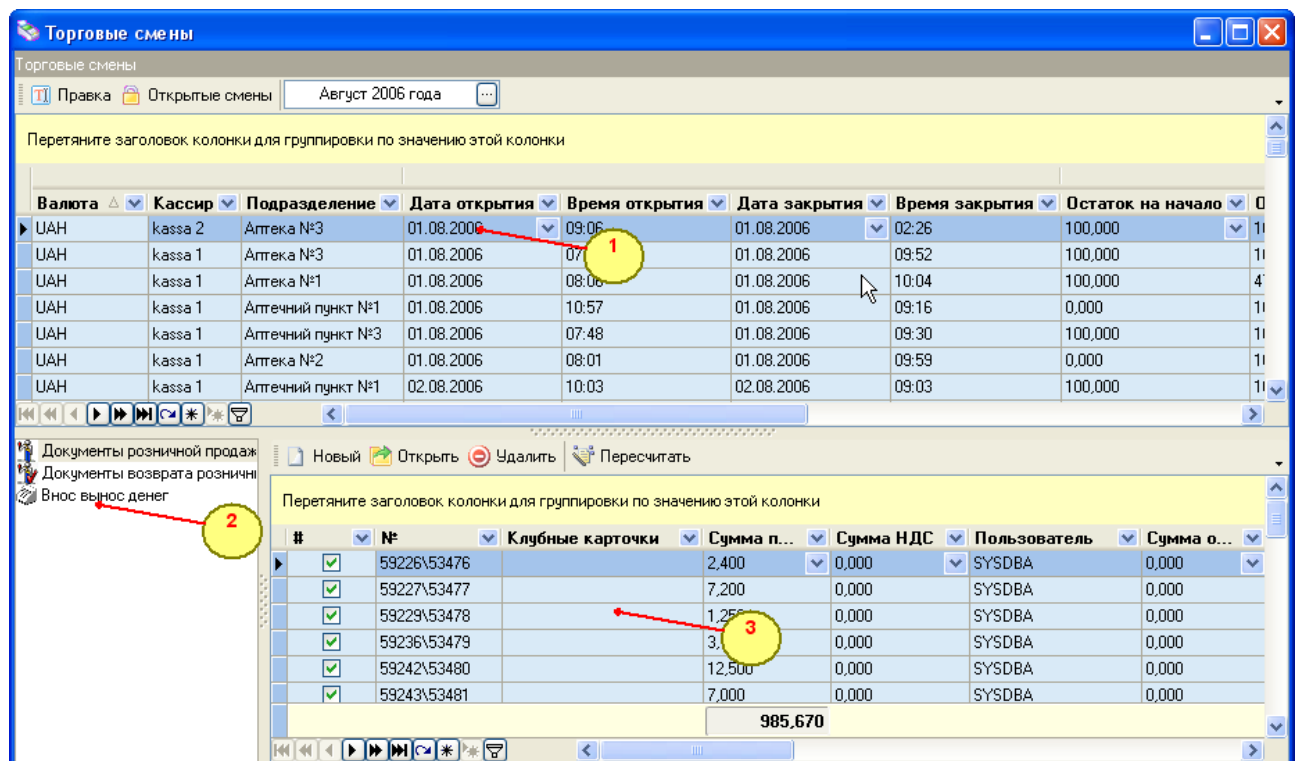 Торговые смены
Торговые смены
Правка Открытые смены Август 2006 года ...
Перетяните заголовок колонки для группировки по значению этой колонки
Валюта Кассир Подразделение Дата открытия Время открытия Дата закрытия Время закрытия Остаток на начало
UAH kassa 2 Аптека №3 01.08.2006 09:06 01.08.2006 02:26 100,000
1
UAH kassa 1 Аптека №3 01.08.2006 07 01.08.2006 09:52 100,000
UAH kassa 1 Аптека №1 01.08.2006 08:06 01.08.2006 10:04 100,000
UAH kassa 1 Аптечный пункт №1 01.08.2006 10:57 01.08.2006 09:16 0,000
UAH kassa 1 Аптечний пункт №3 01.08.2006 07:48 01.08.2006 09:30 100,000
UAH kassa 1 Аптека №2 01.08.2006 08:01 01.08.2006 09:59 0,000
UAH kassa 1 Аптечний пункт №1 02.08.2006 10:03 02.08.2006 09:03 100,000
Документы розничной продаж
Документы возврата розничн
Внос вынос денег
2
Новый Открыть Удалить Пересчитать
Перетяните заголовок колонки для группировки по значению этой колонки
# № Клубные карточки Сумма п... Сумма НДС Пользователь Сумма о...
59226\53476 2,400 0,000 SYSDBA 0,000
59227\53477 7,200 0,000 SYSDBA 0,000
59229\53478 0,000 SYSDBA 0,000
3
59236\53479 0,000 SYSDBA 0,000
59242\53480 12,500 0,000 SYSDBA 0,000
59243\53481 7,000 0,000 SYSDBA 0,000
985,670